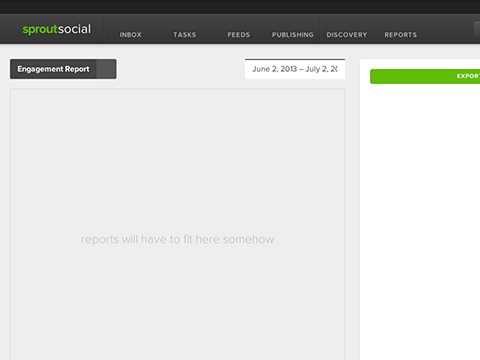 sproutsocial
INBOX TASKS FEEDS PUBLISHING DISCOVERY REPORTS
Engagement Report
June 2, 2013 – July 2, 20
EXPOR
reports will have to fit here somehow